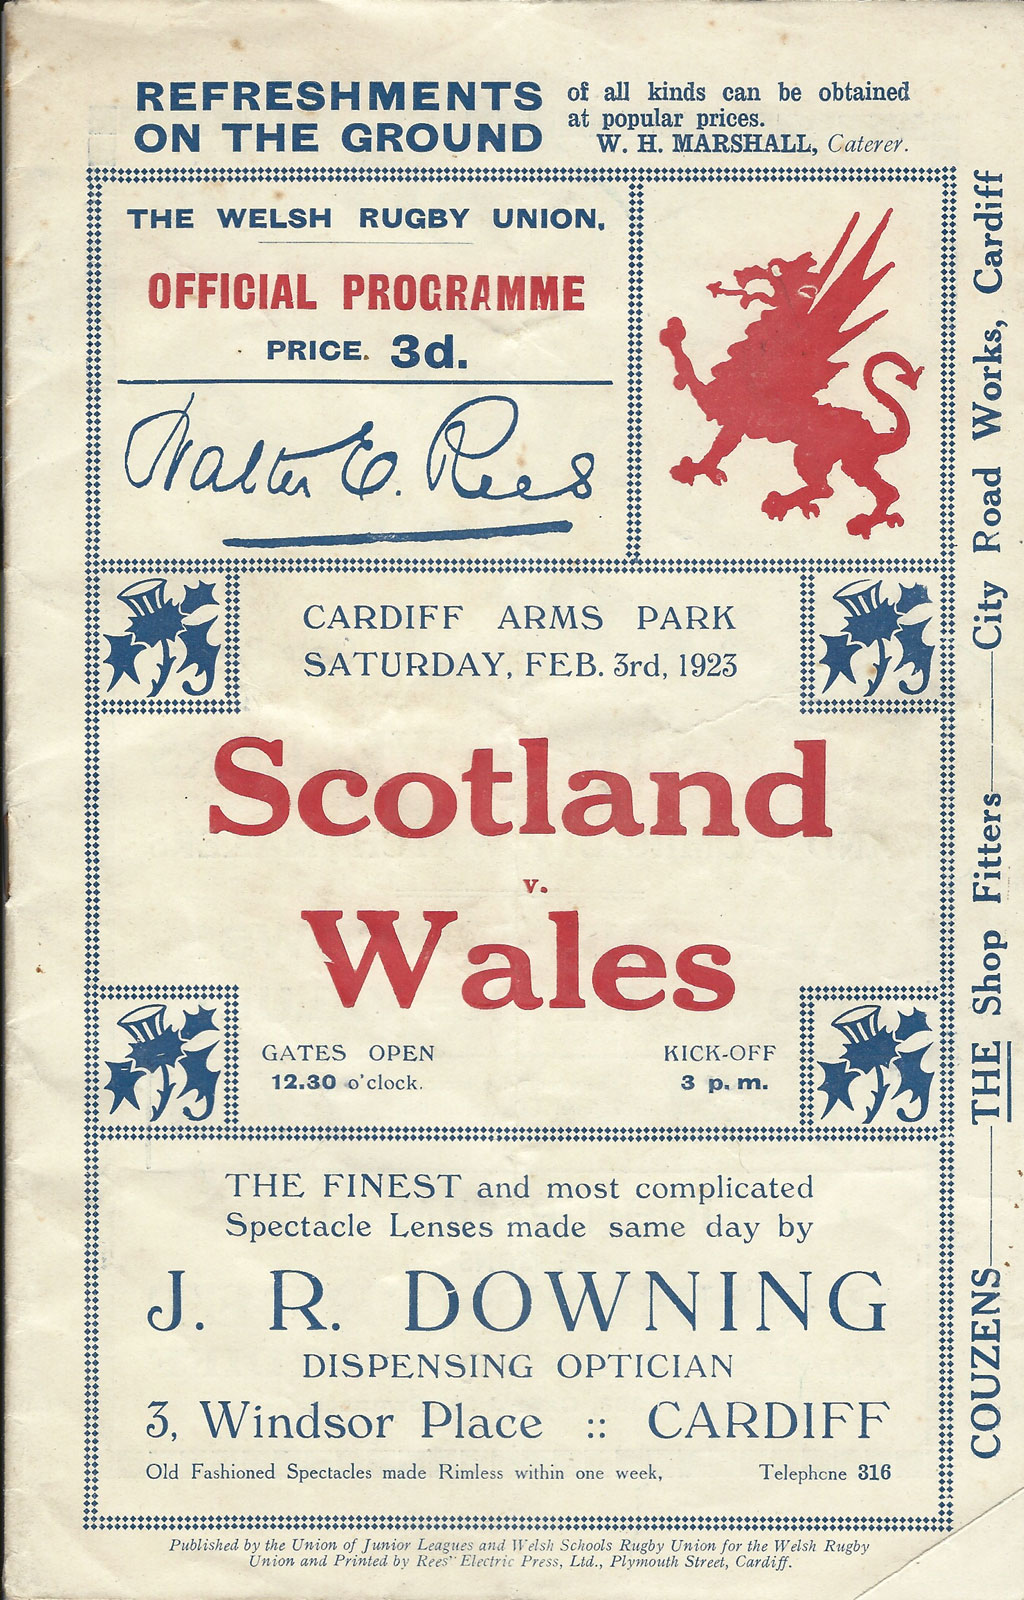 REFRESHMENTS
ON THE GROUND
of all kinds can be obtained
at popular prices.
W. H. MARSHALL, Caterer.
THE WELSH RUGBY UNION.
OFFICIAL PROGRAMME
PRICE. 3d.
Walter E. Rees
CARDIFF ARMS PARK
SATURDAY, FEB. 3rd, 1923
Scotland
v.
Wales
GATES OPEN
12.30 o'clock.
KICK-OFF
3 p.m.
THE FINEST and most complicated
Spectacle Lenses made same day by
J. R. DOWNING
DISPENSING OPTICIAN
3, Windsor Place :: CARDIFF
Old Fashioned Spectacles made Rimless within one week, Telephone 316
Published by the Union of Junior Leagues and Welsh Schools Rugby Union for the Welsh Rugby
Union and Printed by Rees' Electric Press, Ltd., Plymouth Street, Cardiff.
COUZENS—THE Shop Fitters—City Road Works, Cardiff